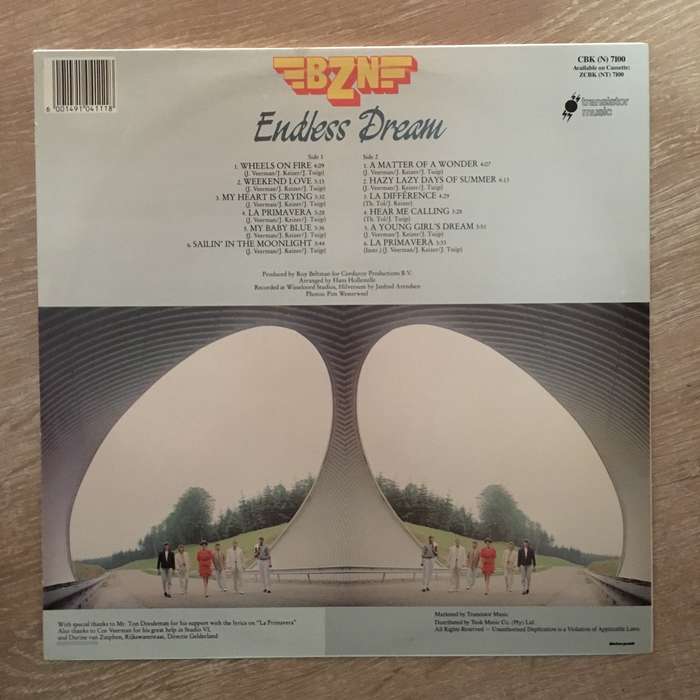 BZN
CBK (N) 7100
Available on Cassette:
ZCBK (NT) 7100
transistor
music
6 001491 041118
Endless Dream
Side 1
1. WHEELS ON FIRE 4:09
(J. Veerman/J. Keizer/J. Tuijp)
2. WEEKEND LOVE 3:15
(J. Veerman/J. Keizer/J. Tuijp)
3. MY HEART IS CRYING 3:32
(J. Veerman/J. Keizer/J. Tuijp)
4. LA PRIMAVERA 3:28
(J. Veerman/J. Keizer/J. Tuijp)
5. MY BABY BLUE 3:36
(J. Veerman/J. Keizer/J. Tuijp)
6. SAILIN' IN THE MOONLIGHT 3:44
(J. Veerman/J. Keizer/J. Tuijp)
Side 2
1. A MATTER OF A WONDER 4:07
(J. Veerman/J. Keizer/J. Tuijp)
2. HAZY LAZY DAYS OF SUMMER 4:13
(J. Veerman/J. Keizer/J. Tuijp)
3. LA DIFFÉRENCE 4:29
(Th. Tol/J. Keizer)
4. HEAR ME CALLING 3:28
(Th. Tol/J. Tuijp)
5. A YOUNG GIRL'S DREAM 3:51
(J. Veerman/J. Keizer/J. Tuijp)
6. LA PRIMAVERA 3:33
(Instr.) (J. Veerman/J. Keizer/J. Tuijp)
Produced by Roy Beltman for Corduroy Productions B.V.
Arranged by Hans Hollestelle
Recorded at Wisseloord Studios, Hilversum by Janfred Arendsen
Photos: Pim Westerweel
With special thanks to Mr. Ton Dresdeman for his support with the lyrics on "La Primavera"
Also thanks to Cee Veerman for his great help in Studio VI,
and Dorine van Zutphen, Rijkswaterstaat, Directie Gelderland
Marketed by Transistor Music.
Distributed by Tusk Music Co. (Pty) Ltd.
All Rights Reserved — Unauthorised Duplication is a Violation of Applicable Laws.